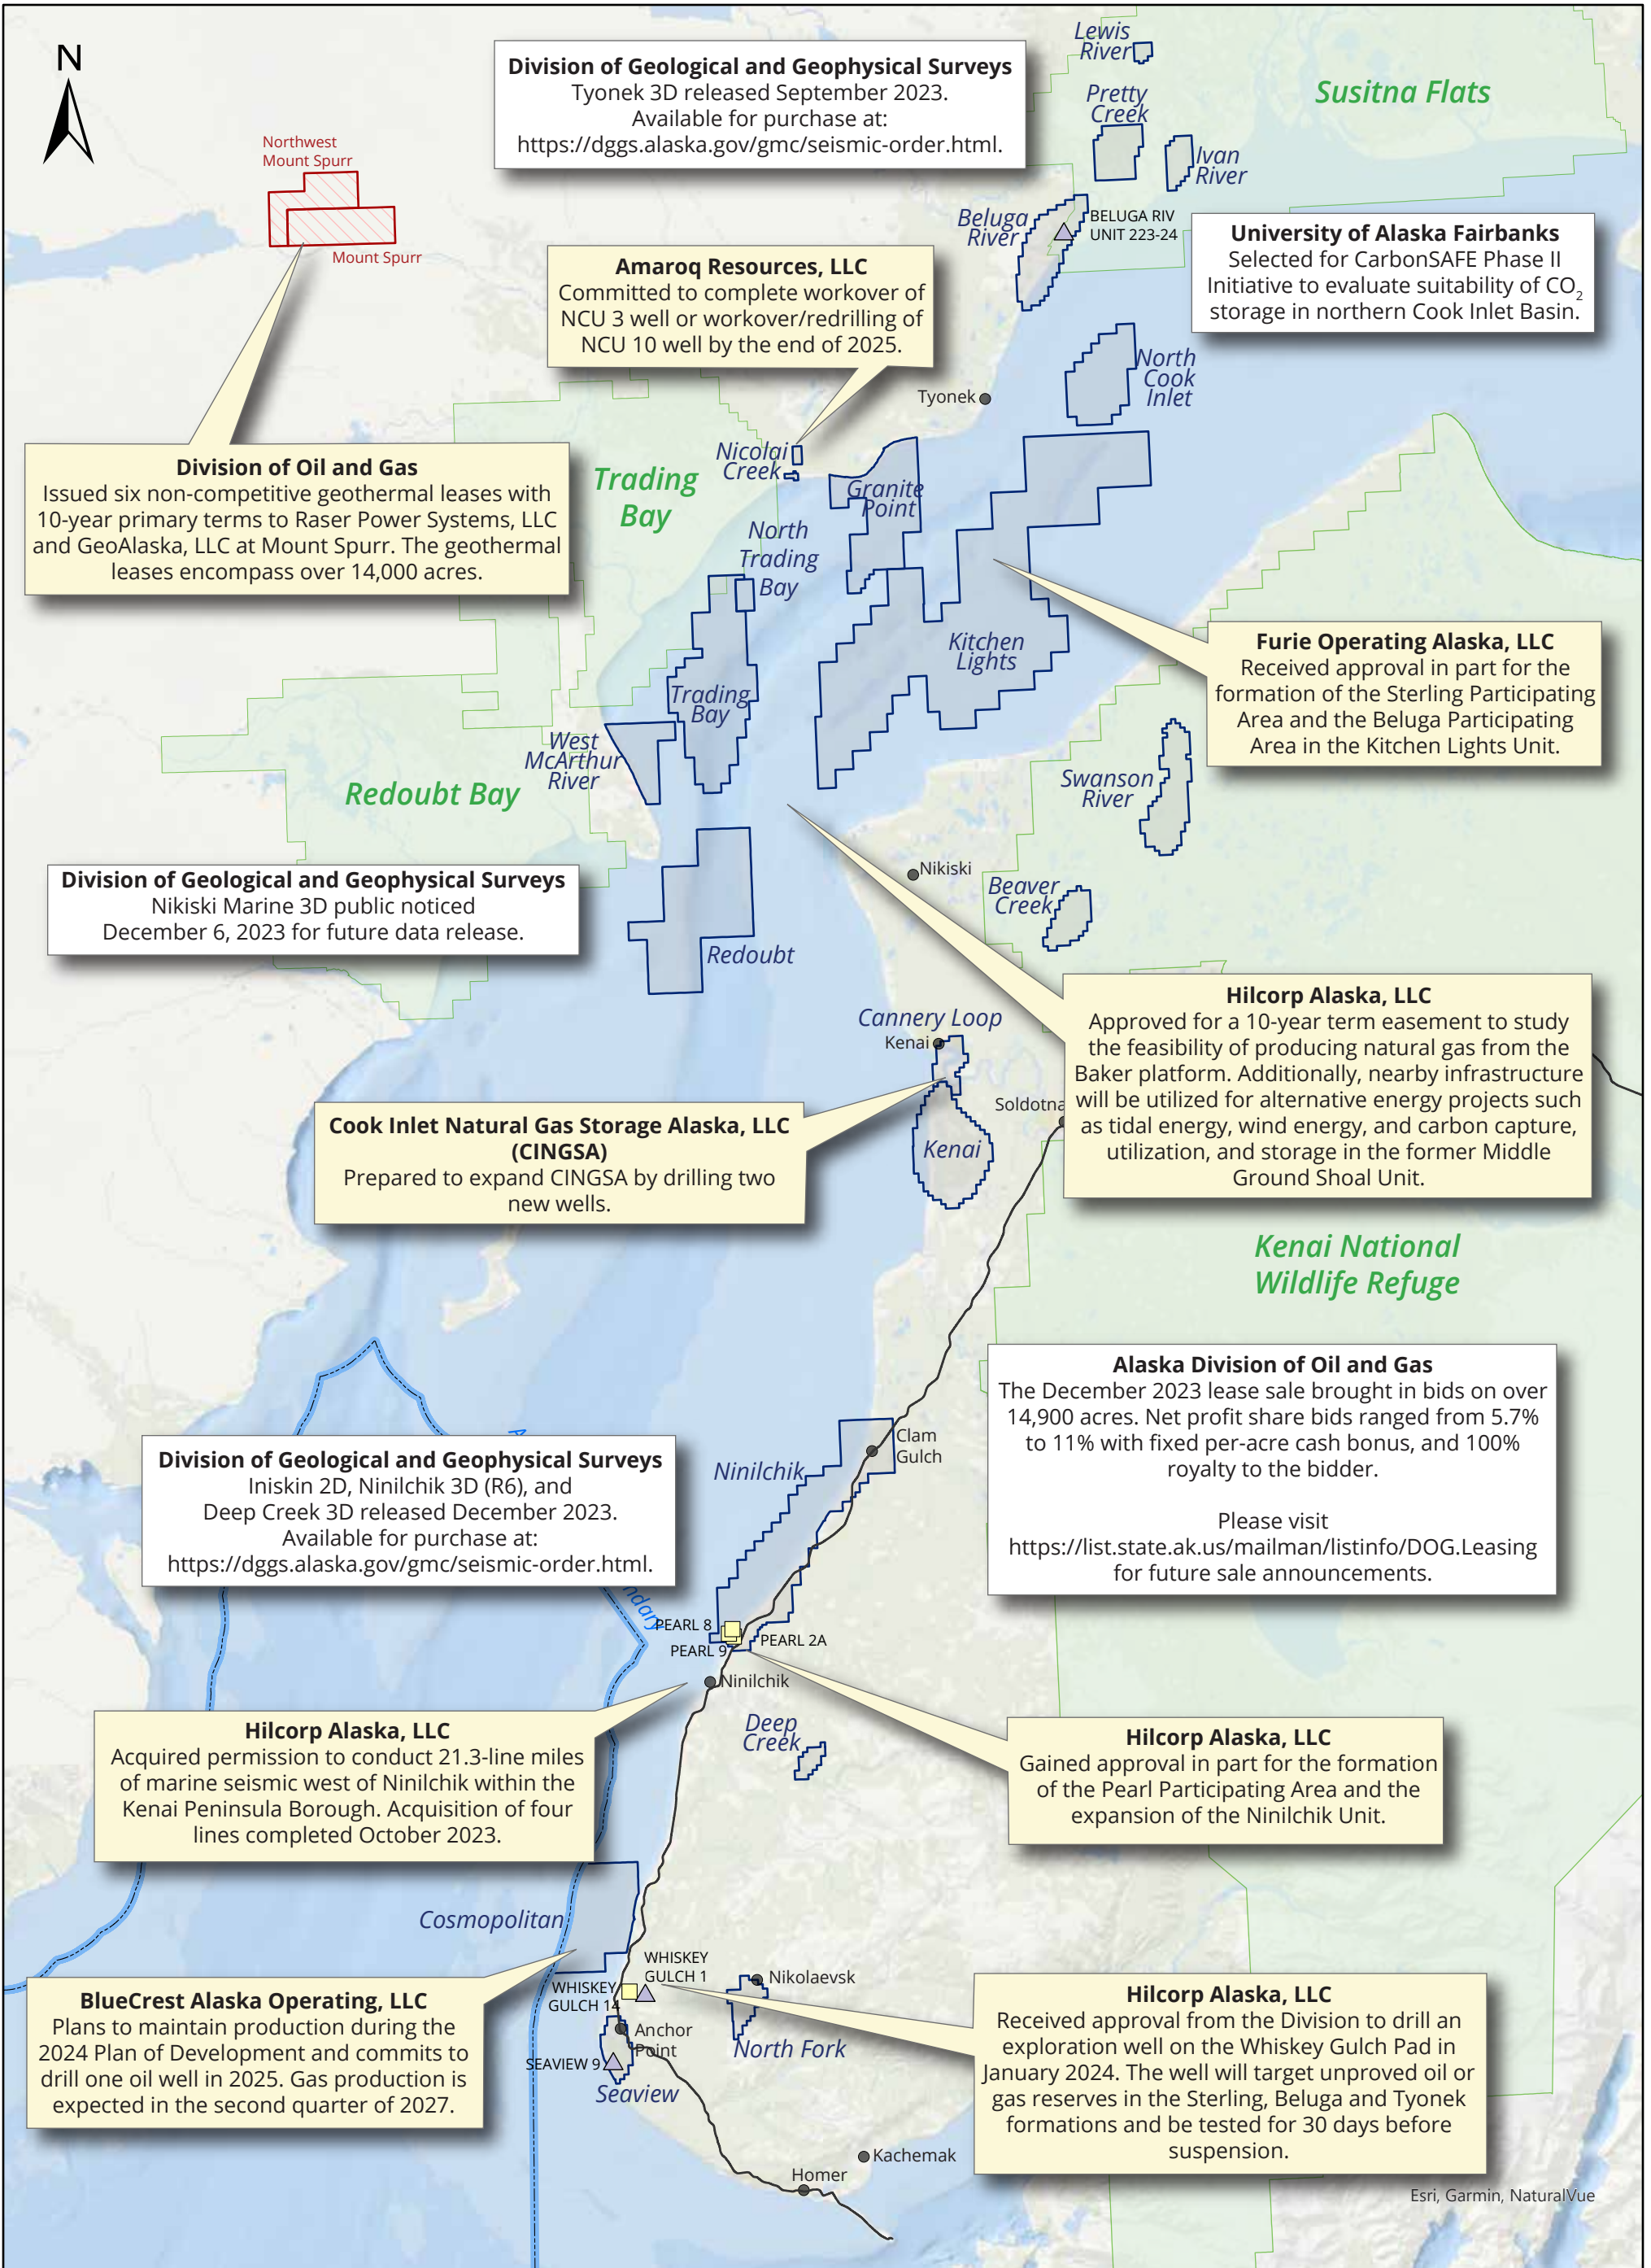 N
Division of Geological and Geophysical Surveys
Tyonek 3D released September 2023.
Available for purchase at:
https://dggs.alaska.gov/gmc/seismic-order.html.
Lewis
River
Pretty
Creek
Susitna Flats
Ivan
River
Northwest
Mount Spurr
Mount Spurr
Beluga
River
BELUGA RIV
UNIT 223-24
University of Alaska Fairbanks
Selected for CarbonSAFE Phase II
Initiative to evaluate suitability of CO2
storage in northern Cook Inlet Basin.
Amaroq Resources, LLC
Committed to complete workover of
NCU 3 well or workover/redrilling of
NCU 10 well by the end of 2025.
North
Cook
Inlet
Tyonek
Division of Oil and Gas
Issued six non-competitive geothermal leases with
10-year primary terms to Raser Power Systems, LLC
and GeoAlaska, LLC at Mount Spurr. The geothermal
leases encompass over 14,000 acres.
Nicolai
Creek
Trading
Bay
Granite
Point
North
Trading
Bay
Kitchen
Lights
Furie Operating Alaska, LLC
Received approval in part for the
formation of the Sterling Participating
Area and the Beluga Participating
Area in the Kitchen Lights Unit.
Trading
Bay
West
McArthur
River
Redoubt Bay
Swanson
River
Division of Geological and Geophysical Surveys
Nikiski Marine 3D public noticed
December 6, 2023 for future data release.
Nikiski
Beaver
Creek
Redoubt
Cannery Loop
Kenai
Hilcorp Alaska, LLC
Approved for a 10-year term easement to study
the feasibility of producing natural gas from the
Baker platform. Additionally, nearby infrastructure
will be utilized for alternative energy projects such
as tidal energy, wind energy, and carbon capture,
utilization, and storage in the former Middle
Ground Shoal Unit.
Soldotna
Cook Inlet Natural Gas Storage Alaska, LLC
(CINGSA)
Prepared to expand CINGSA by drilling two
new wells.
Kenai
Kenai National
Wildlife Refuge
Alaska Division of Oil and Gas
The December 2023 lease sale brought in bids on over
14,900 acres. Net profit share bids ranged from 5.7%
to 11% with fixed per-acre cash bonus, and 100%
royalty to the bidder.
Please visit
https://list.state.ak.us/mailman/listinfo/DOG.Leasing
for future sale announcements.
Clam
Gulch
Ninilchik
Division of Geological and Geophysical Surveys
Iniskin 2D, Ninilchik 3D (R6), and
Deep Creek 3D released December 2023.
Available for purchase at:
https://dggs.alaska.gov/gmc/seismic-order.html.
PEARL 8
PEARL 9
PEARL 2A
Ninilchik
Hilcorp Alaska, LLC
Acquired permission to conduct 21.3-line miles
of marine seismic west of Ninilchik within the
Kenai Peninsula Borough. Acquisition of four
lines completed October 2023.
Deep
Creek
Hilcorp Alaska, LLC
Gained approval in part for the formation
of the Pearl Participating Area and the
expansion of the Ninilchik Unit.
Cosmopolitan
WHISKEY
GULCH 1
WHISKEY
GULCH 14
Nikolaevsk
BlueCrest Alaska Operating, LLC
Plans to maintain production during the
2024 Plan of Development and commits to
drill one oil well in 2025. Gas production is
expected in the second quarter of 2027.
Anchor
Point
North Fork
SEAVIEW 9
Seaview
Hilcorp Alaska, LLC
Received approval from the Division to drill an
exploration well on the Whiskey Gulch Pad in
January 2024. The well will target unproved oil or
gas reserves in the Sterling, Beluga and Tyonek
formations and be tested for 30 days before
suspension.
Kachemak
Homer
Esri, Garmin, NaturalVue